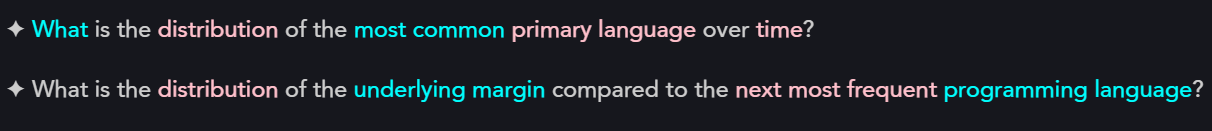 ✦ What is the distribution of the most common primary language over time?
✦ What is the distribution of the underlying margin compared to the next most frequent programming language?